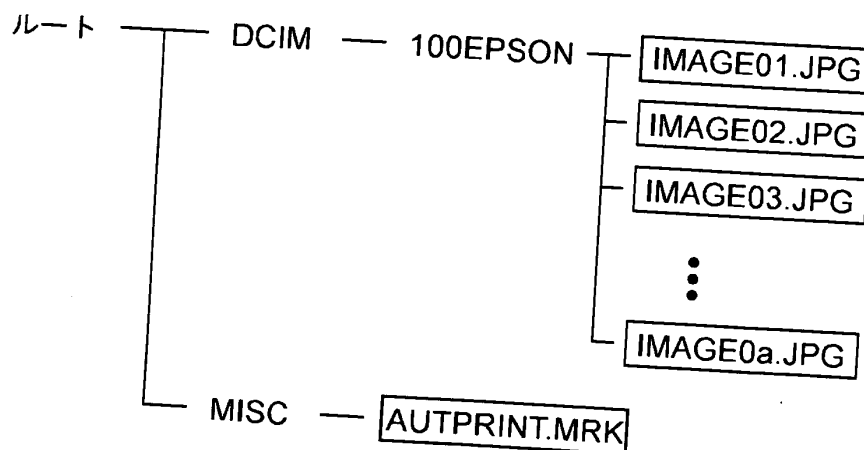 ルート DCIM 100EPSON IMAGE01.JPG
IMAGE02.JPG
IMAGE03.JPG
IMAGE0a.JPG
MISC AUTPRINT.MRK